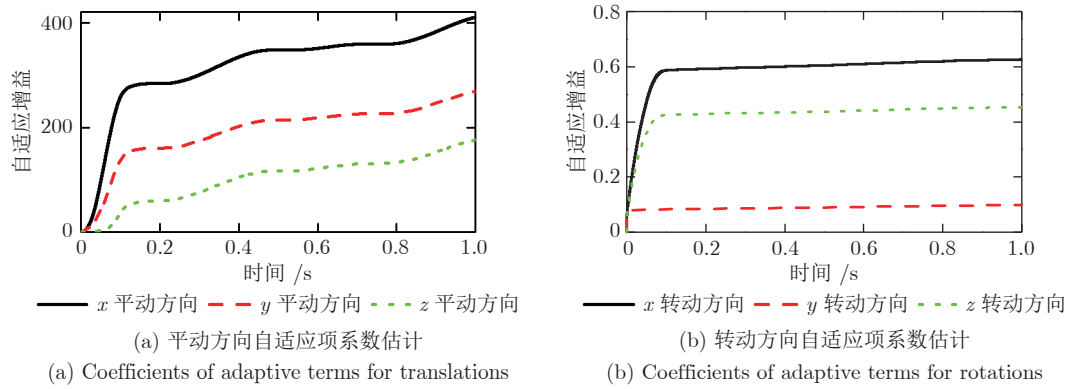 400
200
0
自适应增益
0
0.2
0.4
0.6
0.8
1.0
时间 /s
x 平动方向 y 平动方向 z 平动方向
(a) 平动方向自适应项系数估计
(a) Coefficients of adaptive terms for translations
0.8
0.6
0.4
0.2
0
自适应增益
0
0.2
0.4
0.6
0.8
1.0
时间 /s
x 转动方向 y 转动方向 z 转动方向
(b) 转动方向自适应项系数估计
(b) Coefficients of adaptive terms for rotations